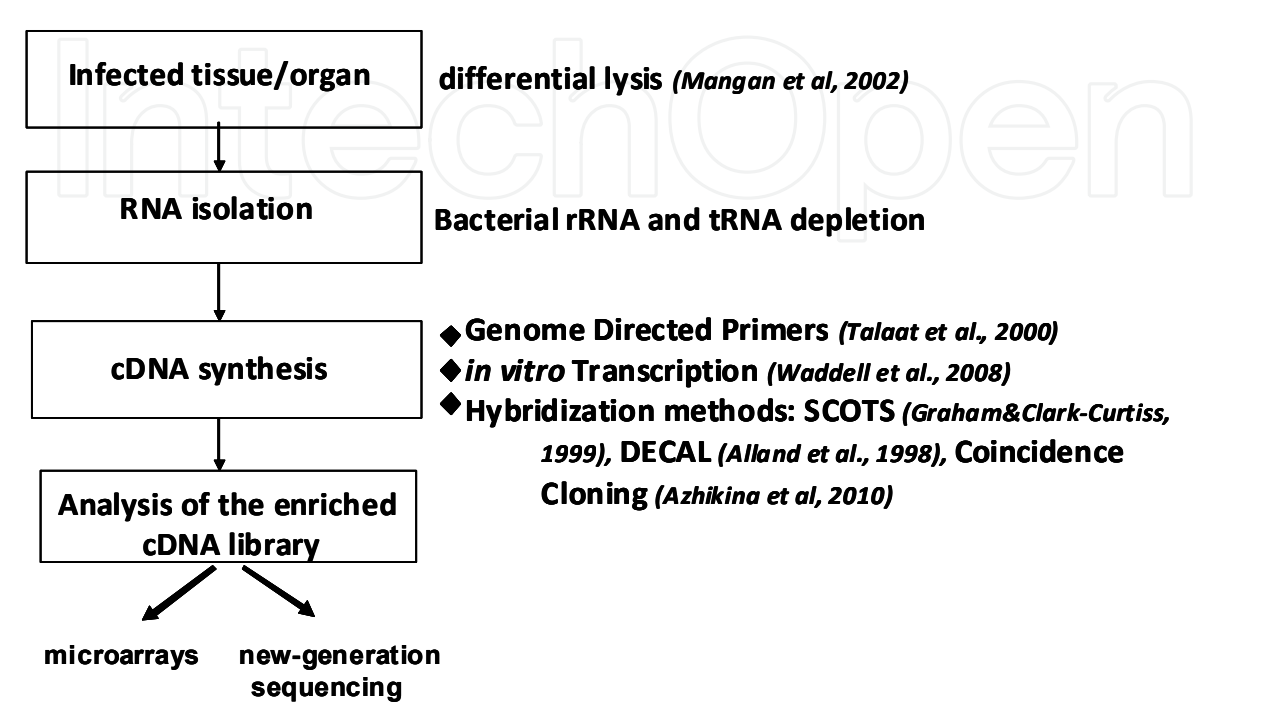 IntechOpen
Infected tissue/organ
differential lysis (Mangan et al, 2002)
RNA isolation
Bacterial rRNA and tRNA depletion
cDNA synthesis
◆Genome Directed Primers (Talaat et al., 2000)
◆in vitro Transcription (Waddell et al., 2008)
◆Hybridization methods: SCOTS (Graham&Clark-Curtiss,
1999), DECAL (Alland et al., 1998), Coincidence
Cloning (Azhikina et al, 2010)
Analysis of the enriched
cDNA library
microarrays
new-generation
sequencing